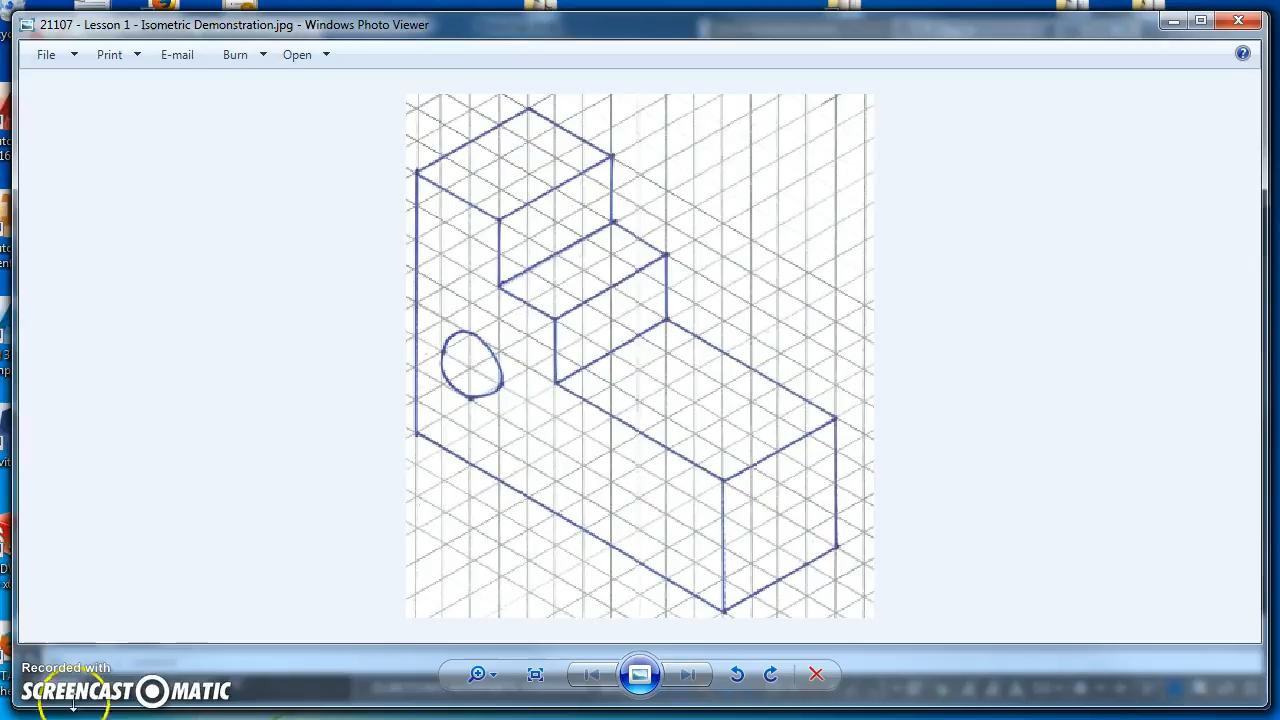 21107 - Lesson 1 - Isometric Demonstration.jpg - Windows Photo Viewer
File Print E-mail Burn Open
Recorded with
SCREENCAST MATIC